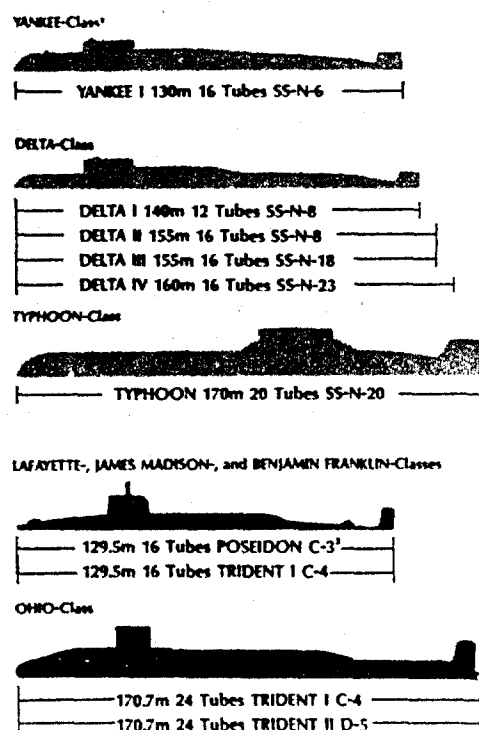 YANKEE-Class¹
YANKEE I 130m 16 Tubes SS-N-6
DELTA-Class
DELTA I 140m 12 Tubes SS-N-8
DELTA II 155m 16 Tubes SS-N-8
DELTA III 155m 16 Tubes SS-N-18
DELTA IV 160m 16 Tubes SS-N-23
TYPHOON-Class
TYPHOON 170m 20 Tubes SS-N-20
LAFAYETTE-, JAMES MADISON-, and BENJAMIN FRANKLIN-Classes
129.5m 16 Tubes POSEIDON C-3³
129.5m 16 Tubes TRIDENT I C-4
OHIO-Class
170.7m 24 Tubes TRIDENT I C-4
170.7m 24 Tubes TRIDENT II D-5